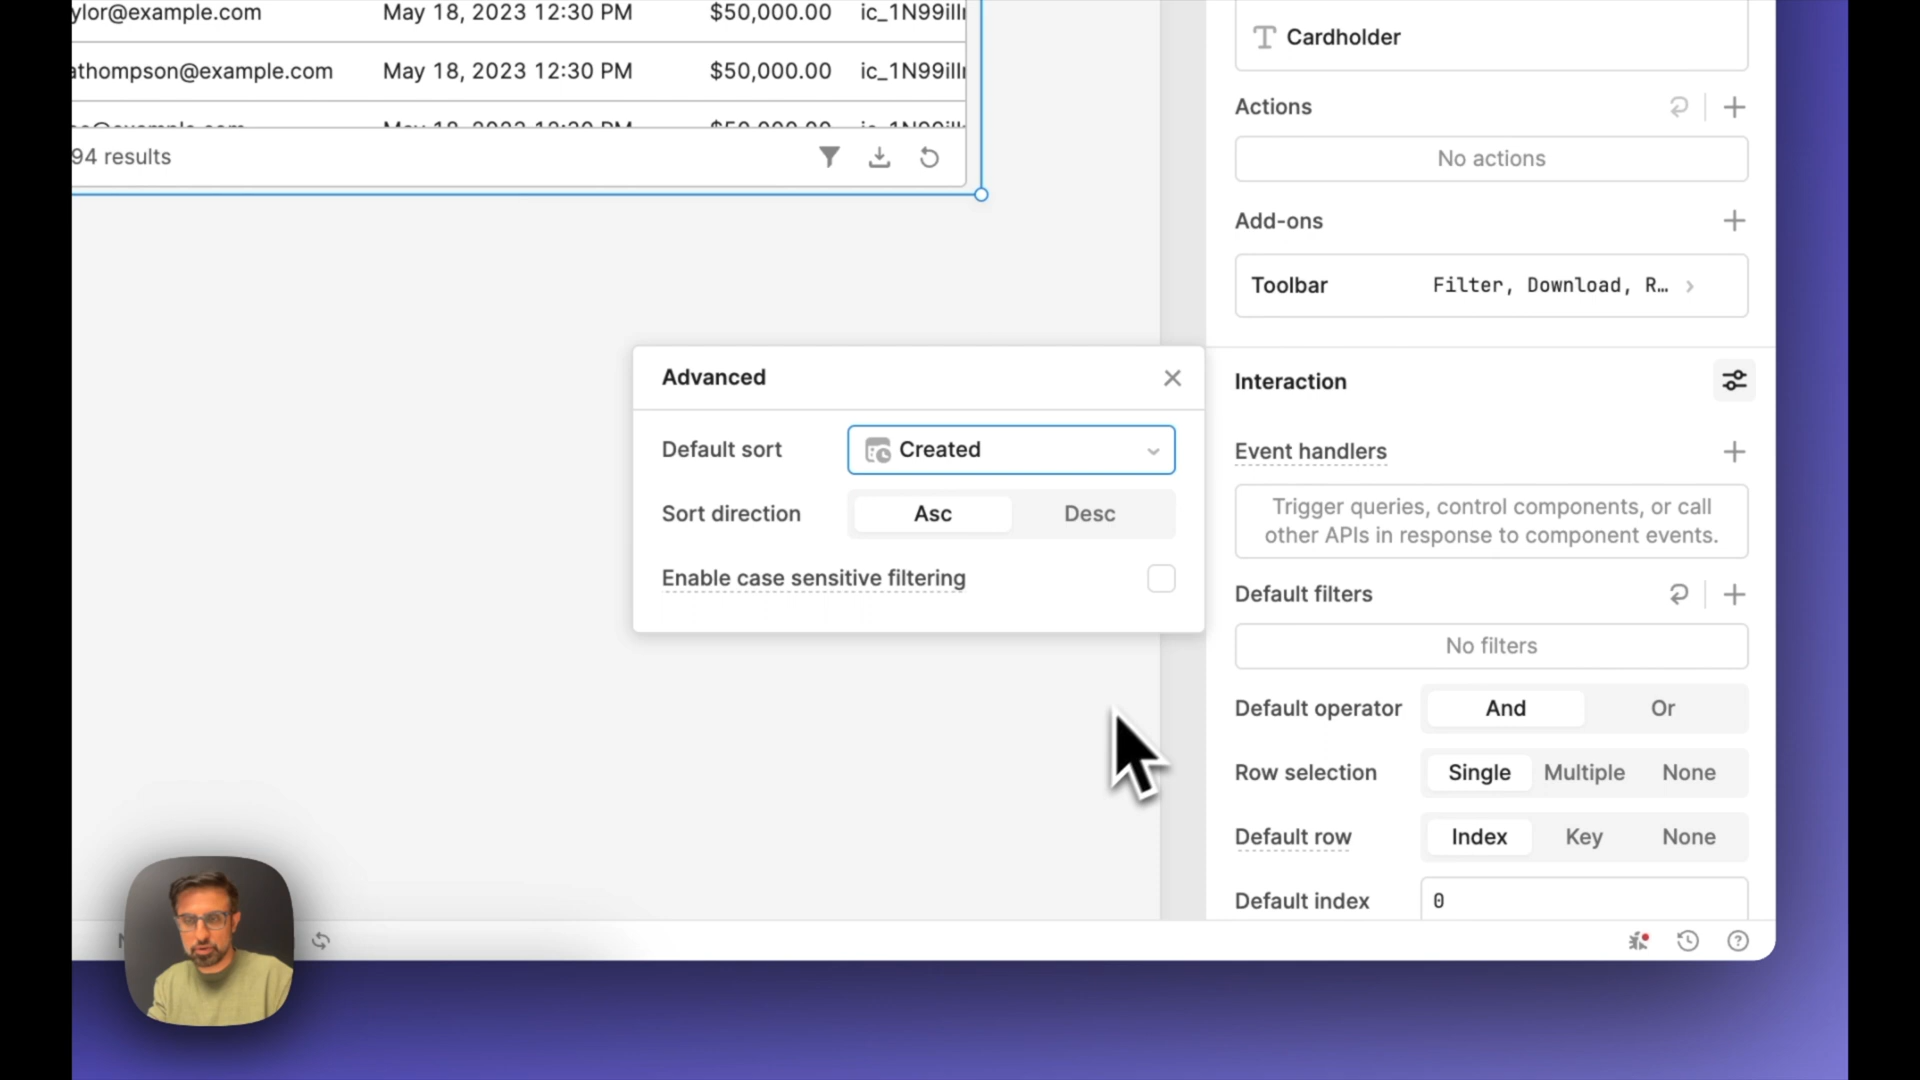 ylor@example.com May 18, 2023 12:30 PM $50,000.00 ic_1N99illr
athompson@example.com May 18, 2023 12:30 PM $50,000.00 ic_1N99illr
94 results
Cardholder
Actions
No actions
Add-ons
Toolbar Filter, Download, R…
Advanced
Default sort Created
Sort direction Asc Desc
Enable case sensitive filtering
Interaction
Event handlers
Trigger queries, control components, or call
other APIs in response to component events.
Default filters
No filters
Default operator And Or
Row selection Single Multiple None
Default row Index Key None
Default index 0